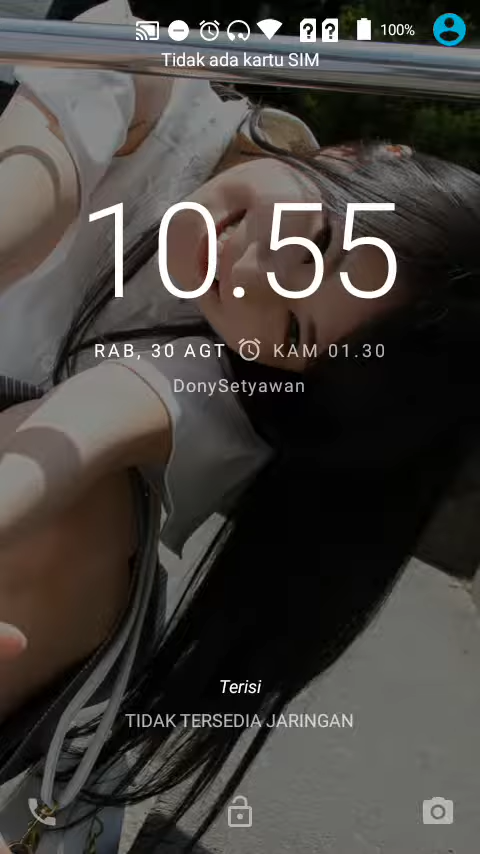 100%
Tidak ada kartu SIM
10.55
RAB, 30 AGT KAM 01.30
DonySetyawan
Terisi
TIDAK TERSEDIA JARINGAN